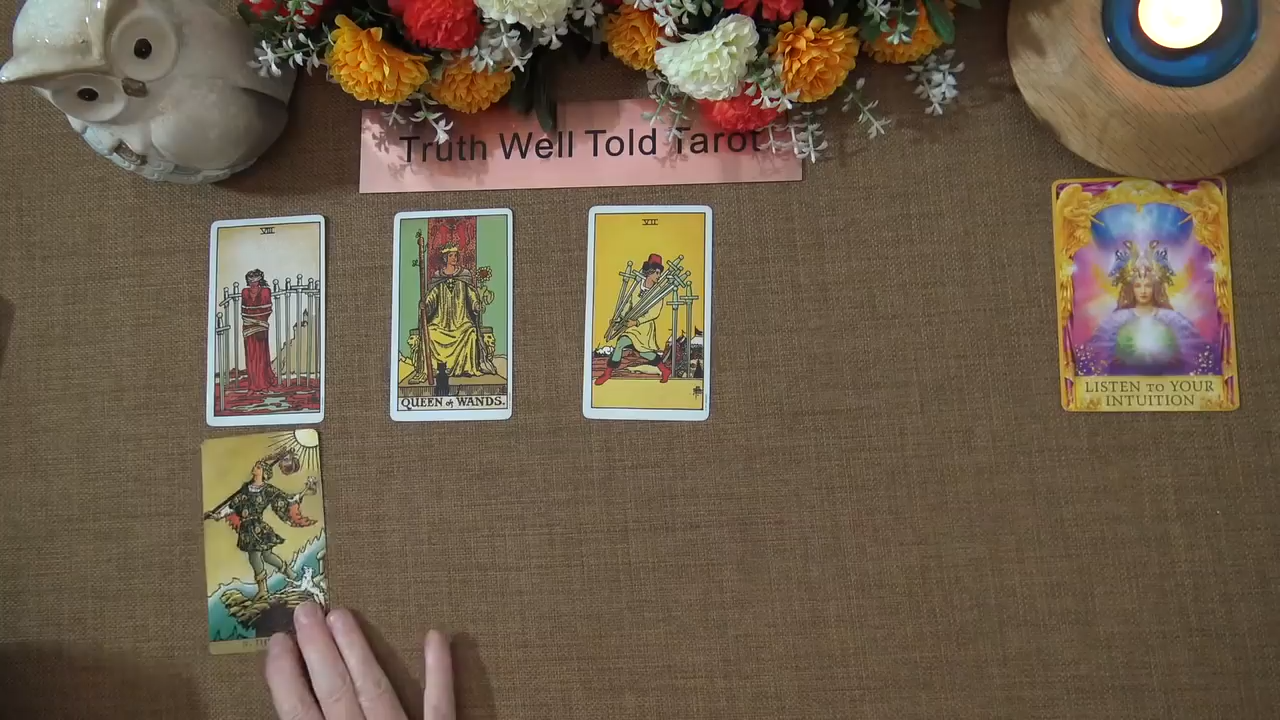 Truth Well Told Tarot
VIII
QUEEN of WANDS.
VII
LISTEN TO YOUR
INTUITION